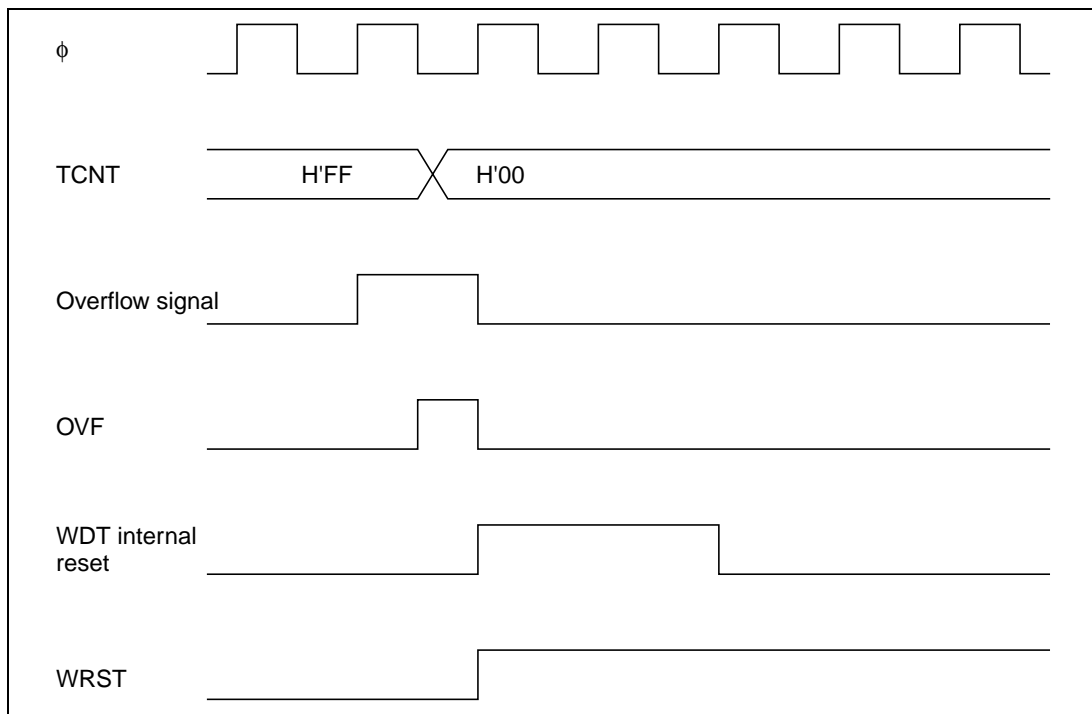 ϕ
TCNT
H'FF
H'00
Overflow signal
OVF
WDT internal
reset
WRST